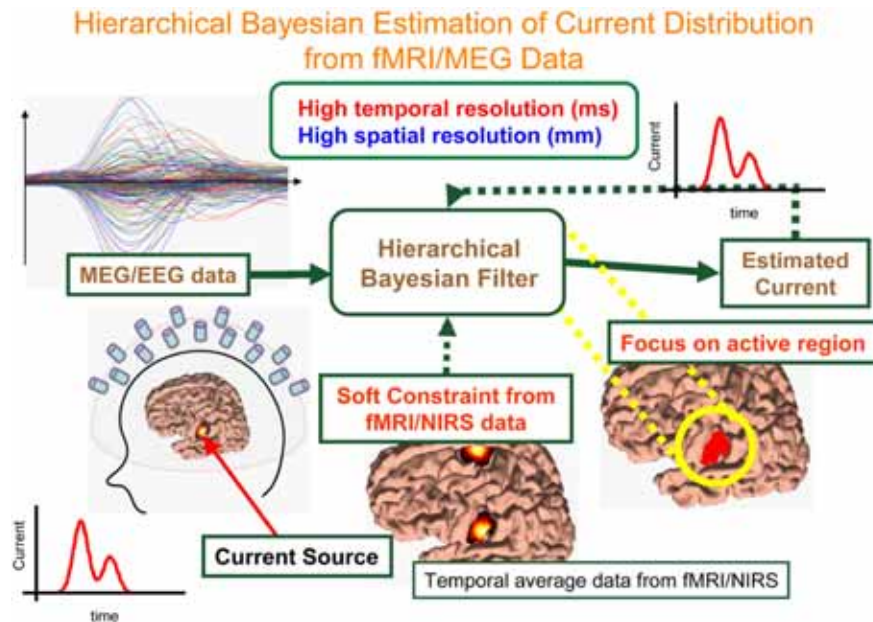 Hierarchical Bayesian Estimation of Current Distribution
from fMRI/MEG Data
High temporal resolution (ms)
High spatial resolution (mm)
Current
time
MEG/EEG data
Hierarchical
Bayesian Filter
Estimated
Current
Focus on active region
Soft Constraint from
fMRI/NIRS data
Current Source
Current
time
Temporal average data from fMRI/NIRS